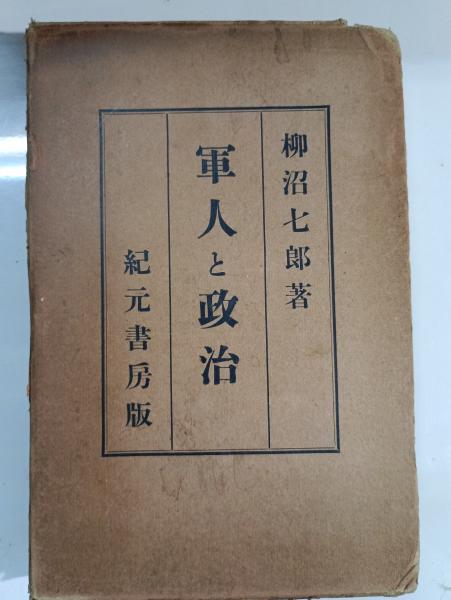 柳沼七郎著
軍人と政治
紀元書房版